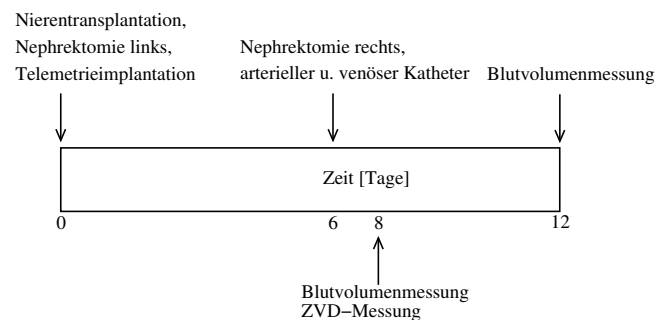 Nierentransplantation,
Nephrektomie links,
Telemetrieimplantation
Nephrektomie rechts,
arterieller u. venöser Katheter
Blutvolumenmessung
Zeit [Tage]
0
6
8
12
Blutvolumenmessung
ZVD−Messung